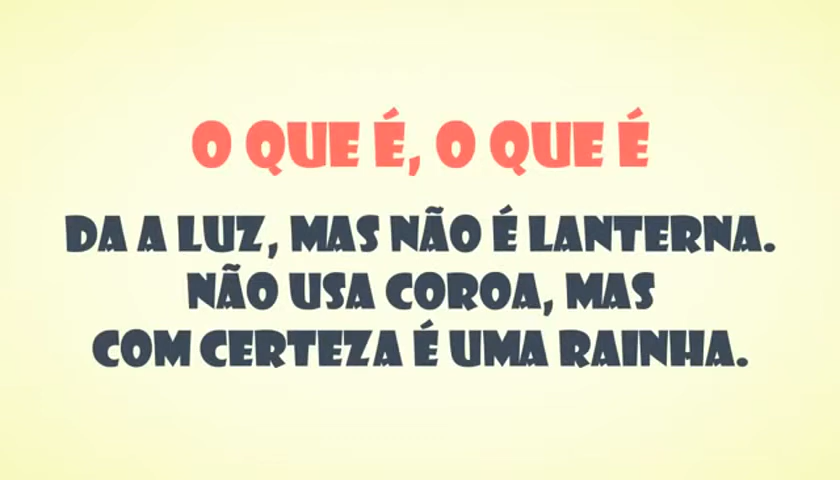 O QUE É, O QUE É
DA A LUZ, MAS NÃO É LANTERNA.
NÃO USA COROA, MAS
COM CERTEZA É UMA RAINHA.